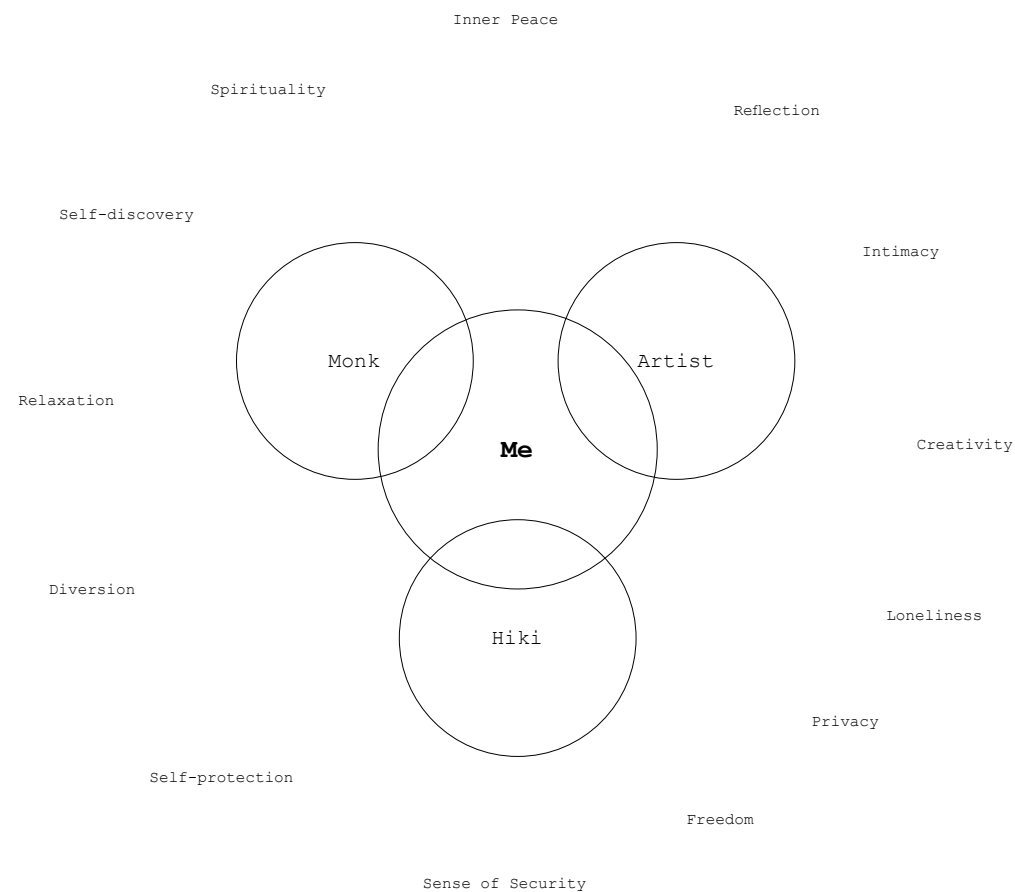 Inner Peace
Spirituality
Reflection
Self-discovery
Intimacy
Monk
Artist
Relaxation
Me
Creativity
Diversion
Loneliness
Hiki
Privacy
Self-protection
Freedom
Sense of Security